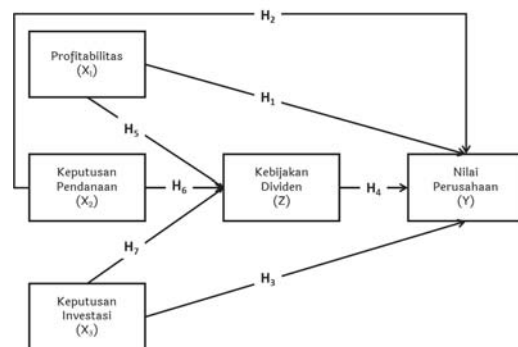 H₂
Profitabilitas
(X₁)
H₁
H₅
Keputusan
Pendanaan
(X₂)
H₆
Kebijakan
Dividen
(Z)
H₄
Nilai
Perusahaan
(Y)
H₇
H₃
Keputusan
Investasi
(X₃)